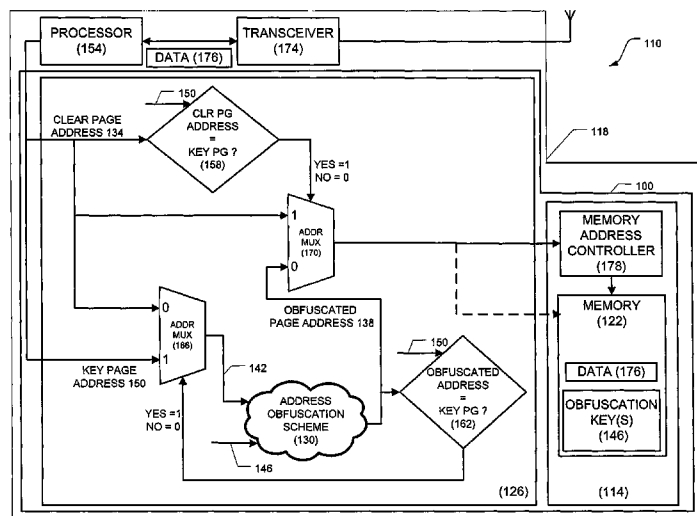 PROCESSOR
(154)
TRANSCEIVER
(174)
DATA (176)
110
150
CLEAR PAGE
ADDRESS 134
CLR PG
ADDRESS
=
KEY PG ?
(158)
118
YES =1
NO = 0
100
1
ADDR
MUX
(170)
0
MEMORY
ADDRESS
CONTROLLER
(178)
0
ADDR
MUX
(166)
1
OBFUSCATED
PAGE ADDRESS 138
150
MEMORY
(122)
KEY PAGE
ADDRESS 150
142
OBFUSCATED
ADDRESS
=
KEY PG ?
(162)
DATA (176)
YES =1
NO = 0
ADDRESS
OBFUSCATION
SCHEME
(130)
OBFUSCATION
KEY(S)
(146)
146
(126)
(114)